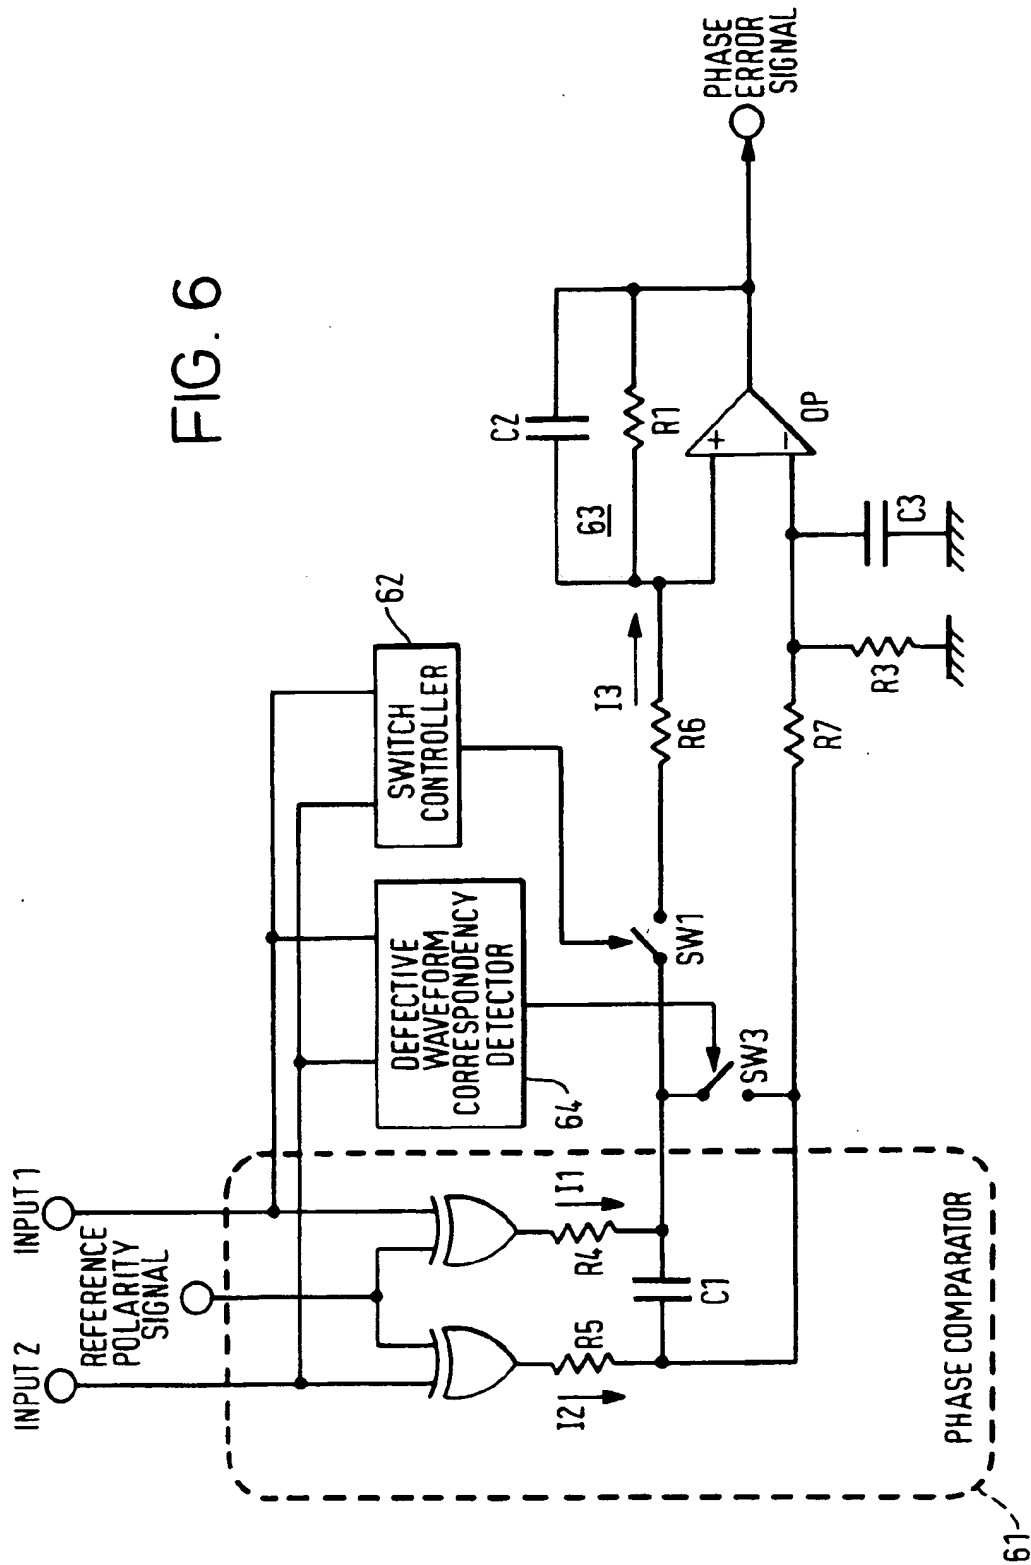 FIG. 6
INPUT 2
REFERENCE
POLARITY
SIGNAL
INPUT 1
I2
R5
R4
I1
C1
PHASE COMPARATOR
61
DEFECTIVE
WAVEFORM
CORRESPONDENCY
DETECTOR
64
SWITCH
CONTROLLER
62
SW3
SW1
R6
I3
R7
R3
C3
63
C2
R1
+
−
OP
PHASE
ERROR
SIGNAL